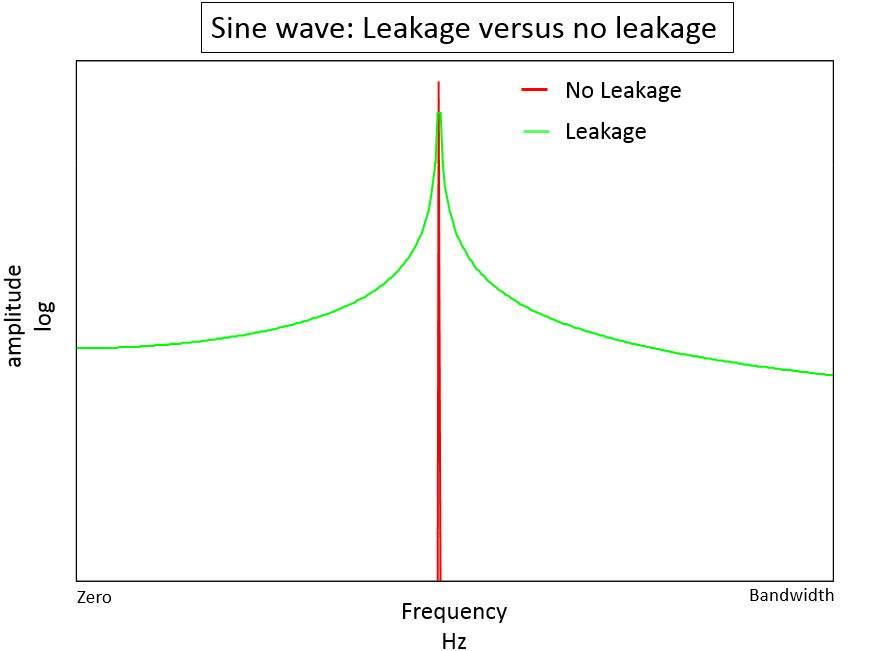 Sine wave: Leakage versus no leakage
No Leakage
Leakage
amplitude
log
Zero
Bandwidth
Frequency
Hz